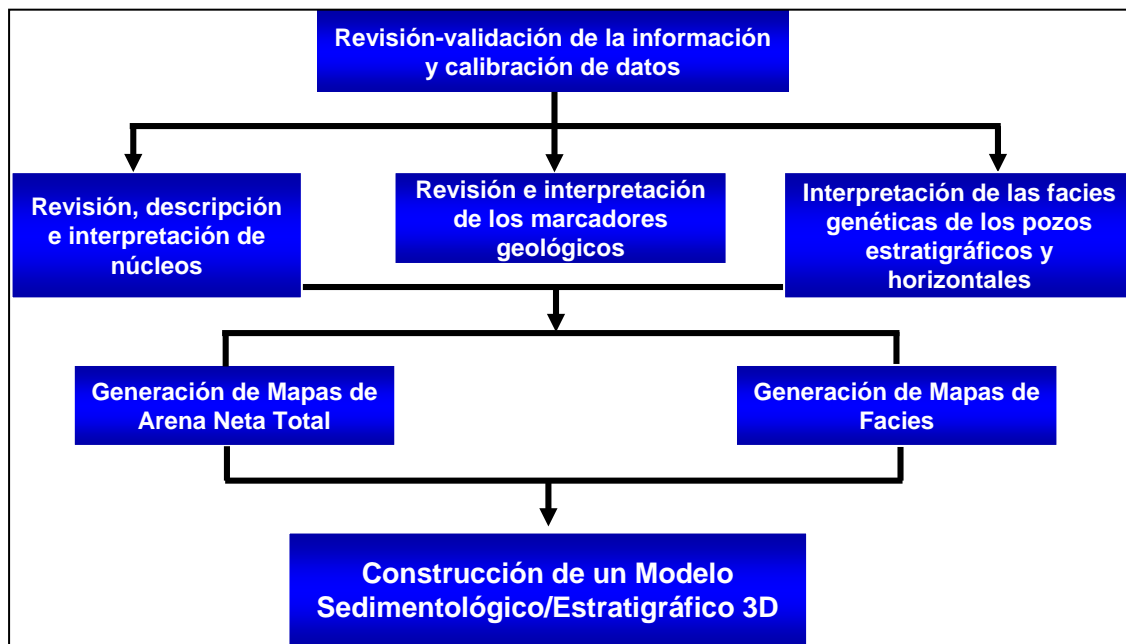 Revisión-validación de la información
y calibración de datos
Revisión, descripción
e interpretación de
núcleos
Revisión e interpretación
de los marcadores
geológicos
Interpretación de las facies
genéticas de los pozos
estratigráficos y
horizontales
Generación de Mapas de
Arena Neta Total
Generación de Mapas de
Facies
Construcción de un Modelo
Sedimentológico/Estratigráfico 3D